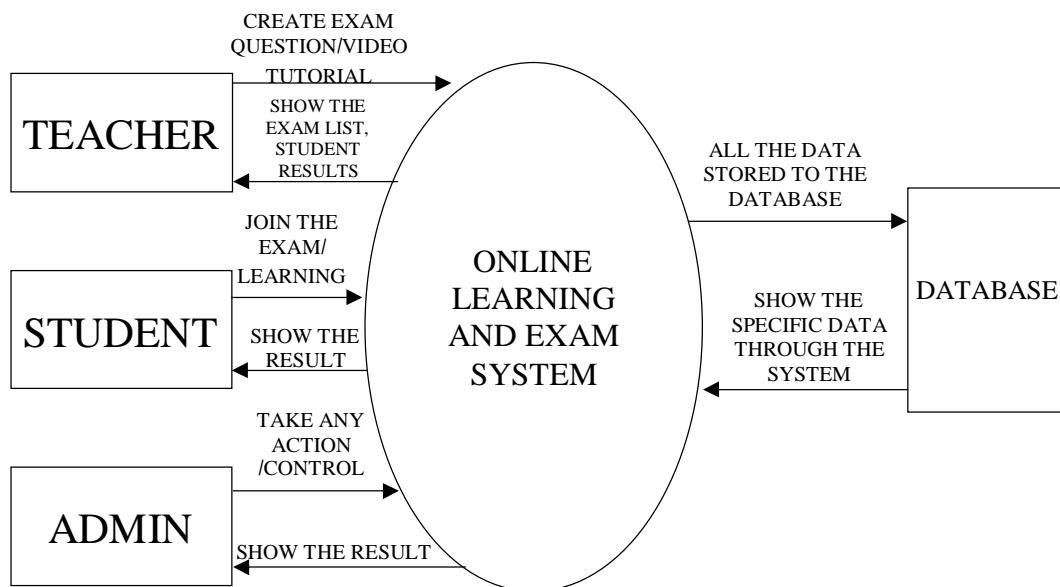 CREATE EXAM
QUESTION/VIDEO
TUTORIAL
TEACHER
SHOW THE
EXAM LIST,
STUDENT
RESULTS
JOIN THE
EXAM/
LEARNING
STUDENT
SHOW THE
RESULT
TAKE ANY
ACTION
/CONTROL
ADMIN
SHOW THE RESULT
ONLINE
LEARNING
AND EXAM
SYSTEM
ALL THE DATA
STORED TO THE
DATABASE
DATABASE
SHOW THE
SPECIFIC DATA
THROUGH THE
SYSTEM